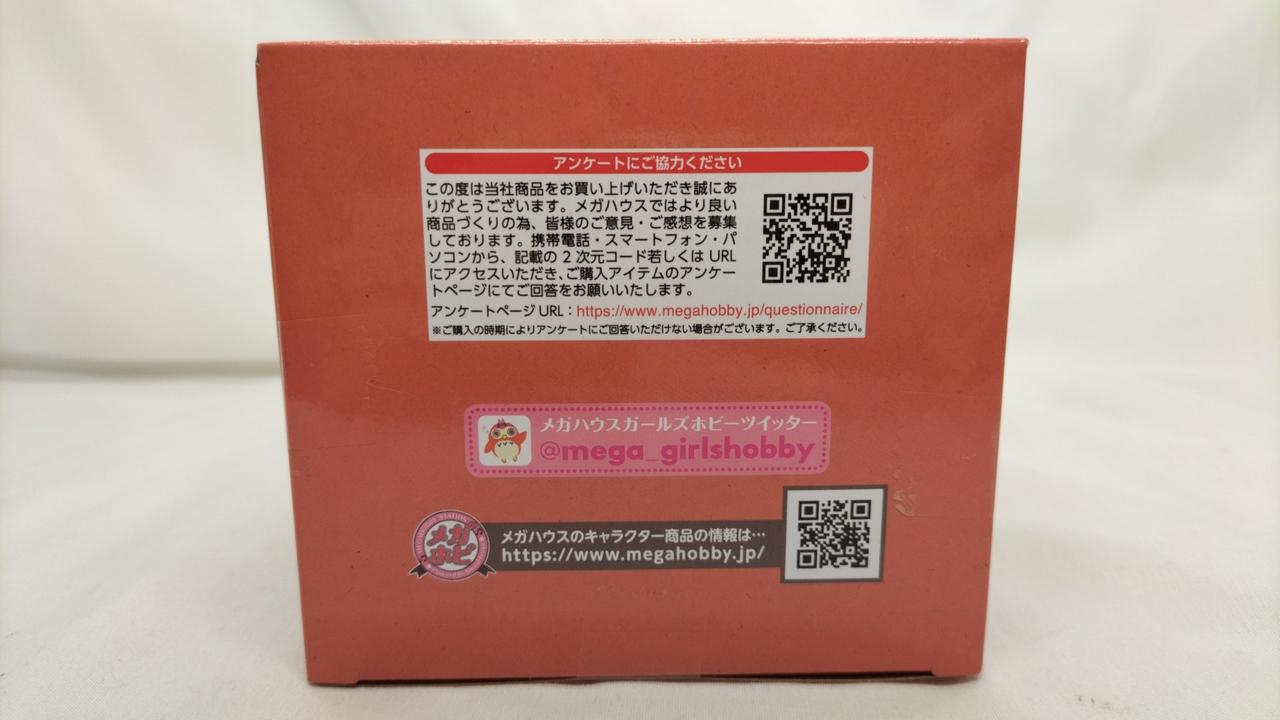 アンケートにご協力ください
この度は当社商品をお買い上げいただき誠にあ
りがとうございます。メガハウスではより良い
商品づくりの為、皆様のご意見・ご感想を募集
しております。携帯電話・スマートフォン・パ
ソコンから、記載の2次元コード若しくはURL
にアクセスいただき、ご購入アイテムのアンケー
トページにてご回答をお願いいたします。
アンケートページURL：https://www.megahobby.jp/questionnaire/
※ご購入の時期によりアンケートにご回答いただけない場合がございます。ご了承ください。
メガハウスガールズホビーツイッター
@mega_girlshobby
メガホビ
メガハウスのキャラクター商品の情報は…
https://www.megahobby.jp/